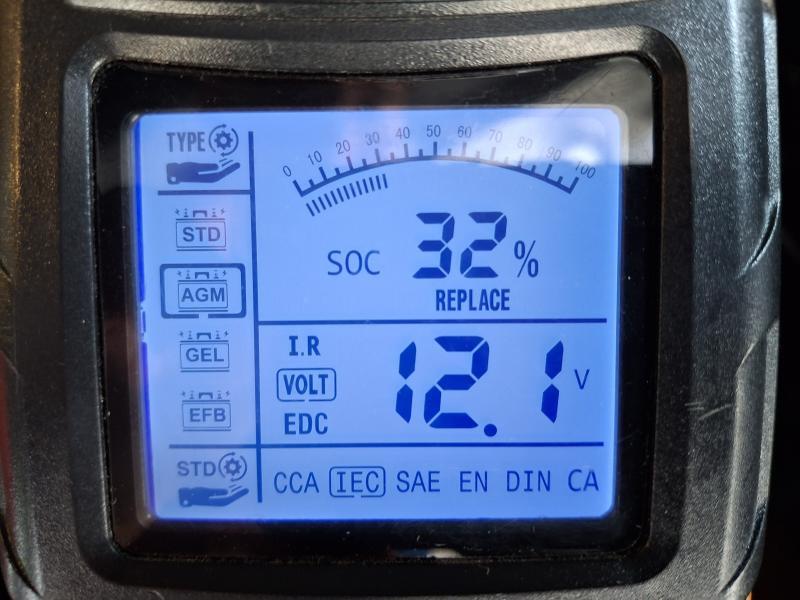 TYPE
STD
AGM
GEL
EFB
STD
0 10 20 30 40 50 60 70 80 90 100
SOC 32%
REPLACE
I.R
VOLT
EDC
12.1 V
CCA IEC SAE EN DIN CA